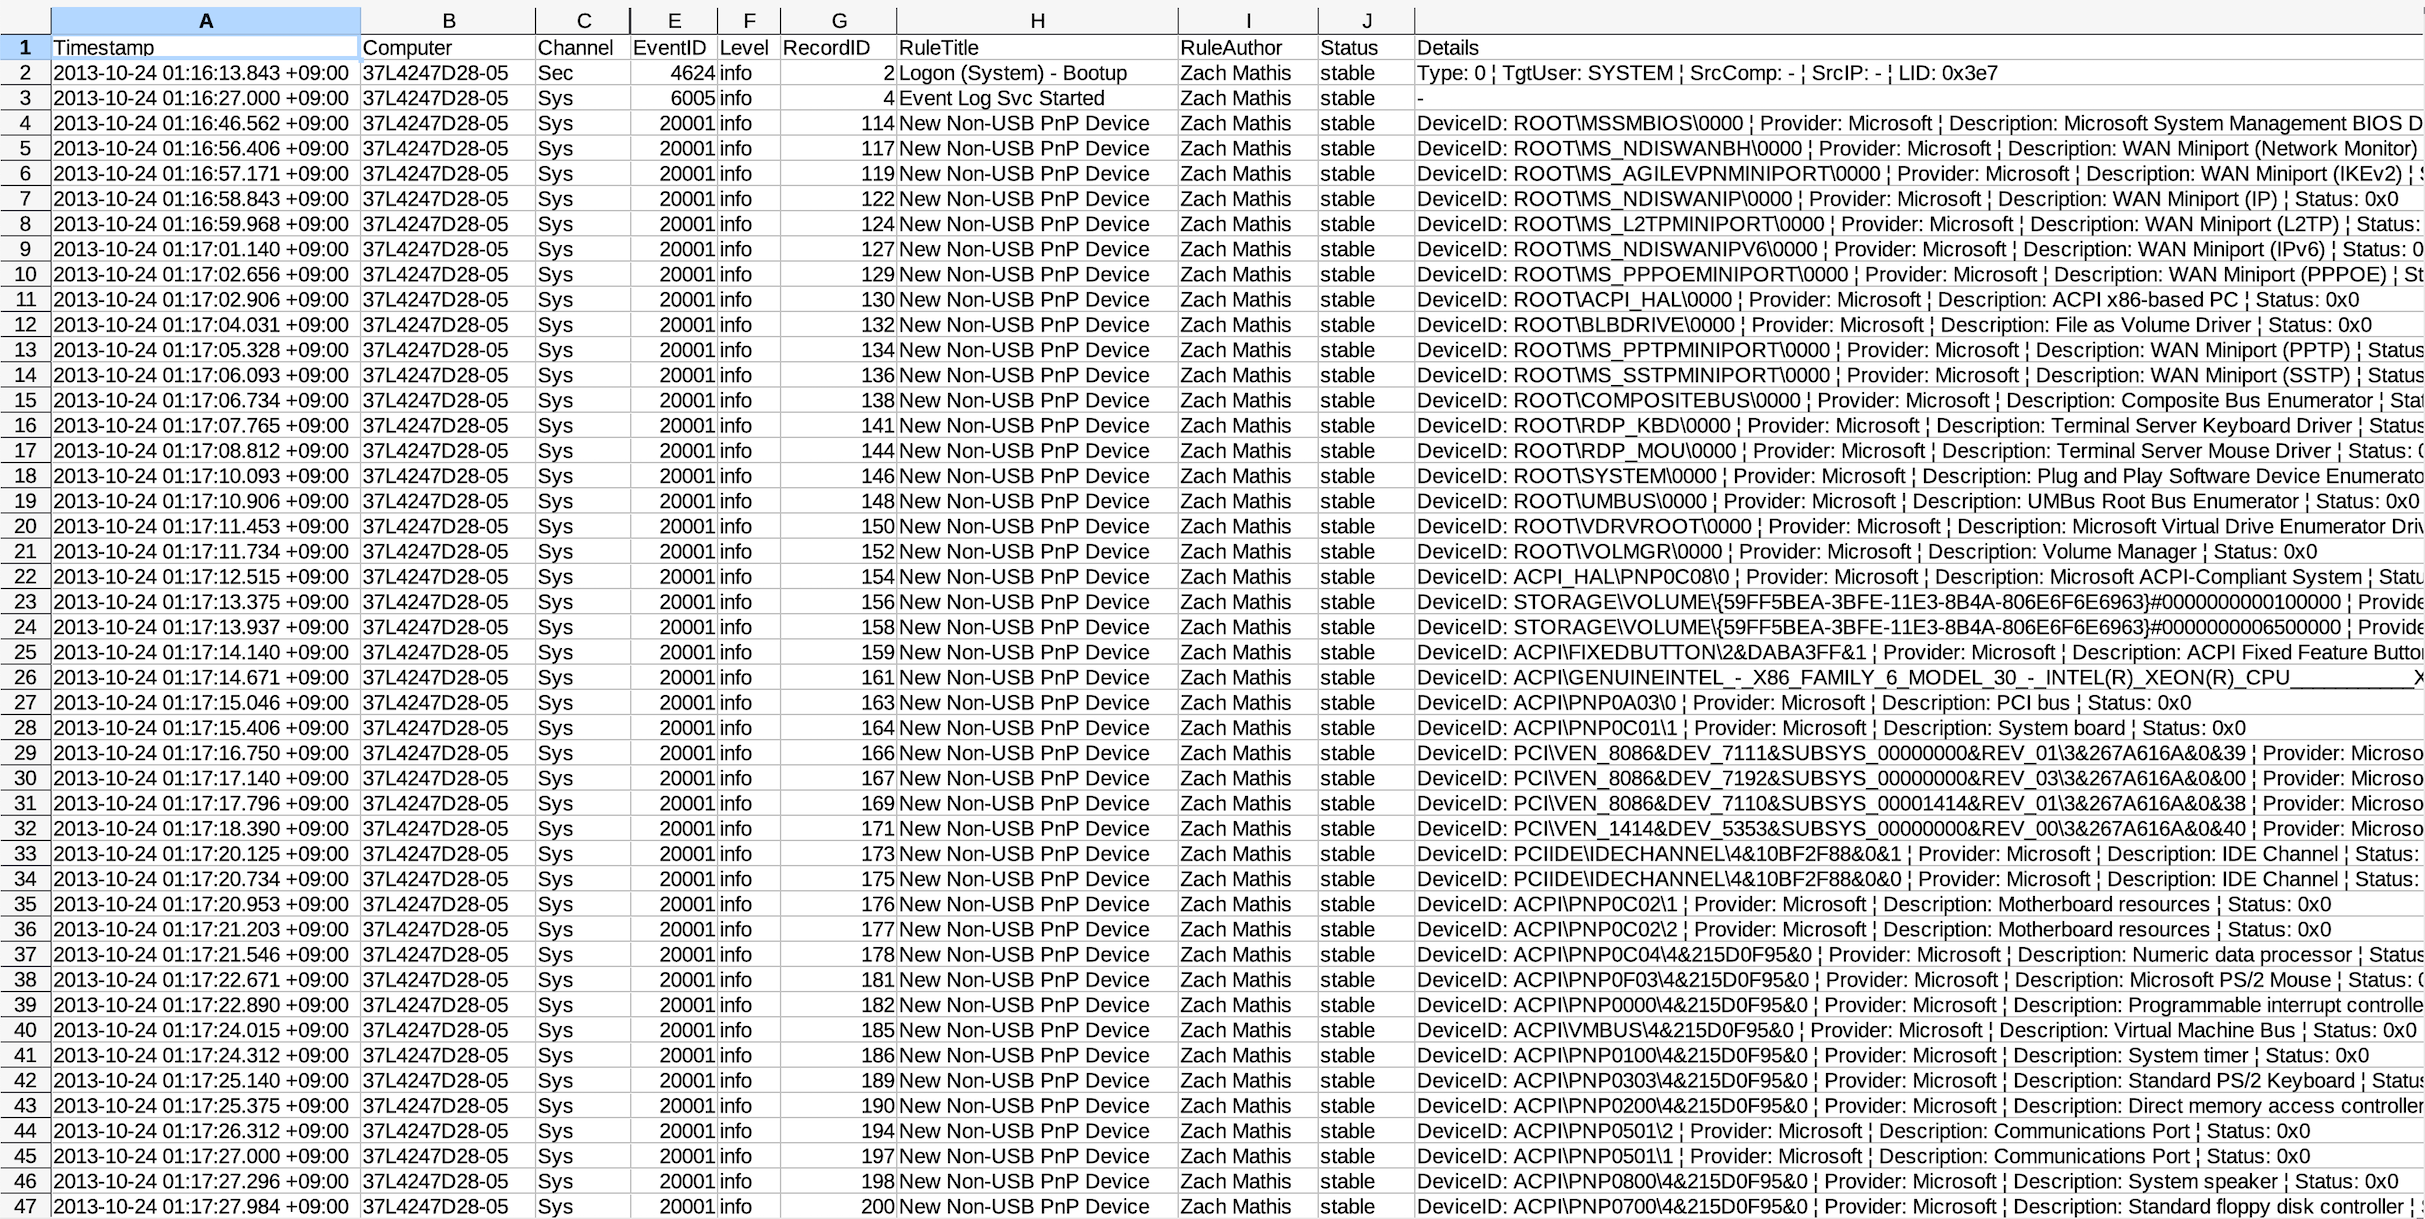 A B C E F G H I J
1 Timestamp Computer Channel EventID Level RecordID RuleTitle RuleAuthor Status Details
2 2013-10-24 01:16:13.843 +09:00 37L4247D28-05 Sec 4624 info 2 Logon (System) - Bootup Zach Mathis stable Type: 0 ¦ TgtUser: SYSTEM ¦ SrcComp: - ¦ SrcIP: - ¦ LID: 0x3e7
3 2013-10-24 01:16:27.000 +09:00 37L4247D28-05 Sys 6005 info 4 Event Log Svc Started Zach Mathis stable -
4 2013-10-24 01:16:46.562 +09:00 37L4247D28-05 Sys 20001 info 114 New Non-USB PnP Device Zach Mathis stable DeviceID: ROOT\MSSMBIOS\0000 ¦ Provider: Microsoft ¦ Description: Microsoft System Management BIOS D
5 2013-10-24 01:16:56.406 +09:00 37L4247D28-05 Sys 20001 info 117 New Non-USB PnP Device Zach Mathis stable DeviceID: ROOT\MS_NDISWANBH\0000 ¦ Provider: Microsoft ¦ Description: WAN Miniport (Network Monitor)
6 2013-10-24 01:16:57.171 +09:00 37L4247D28-05 Sys 20001 info 119 New Non-USB PnP Device Zach Mathis stable DeviceID: ROOT\MS_AGILEVPNMINIPORT\0000 ¦ Provider: Microsoft ¦ Description: WAN Miniport (IKEv2) ¦
7 2013-10-24 01:16:58.843 +09:00 37L4247D28-05 Sys 20001 info 122 New Non-USB PnP Device Zach Mathis stable DeviceID: ROOT\MS_NDISWANIP\0000 ¦ Provider: Microsoft ¦ Description: WAN Miniport (IP) ¦ Status: 0x0
8 2013-10-24 01:16:59.968 +09:00 37L4247D28-05 Sys 20001 info 124 New Non-USB PnP Device Zach Mathis stable DeviceID: ROOT\MS_L2TPMINIPORT\0000 ¦ Provider: Microsoft ¦ Description: WAN Miniport (L2TP) ¦ Status:
9 2013-10-24 01:17:01.140 +09:00 37L4247D28-05 Sys 20001 info 127 New Non-USB PnP Device Zach Mathis stable DeviceID: ROOT\MS_NDISWANIPV6\0000 ¦ Provider: Microsoft ¦ Description: WAN Miniport (IPv6) ¦ Status: 0
10 2013-10-24 01:17:02.656 +09:00 37L4247D28-05 Sys 20001 info 129 New Non-USB PnP Device Zach Mathis stable DeviceID: ROOT\MS_PPPOEMINIPORT\0000 ¦ Provider: Microsoft ¦ Description: WAN Miniport (PPPOE) ¦ St
11 2013-10-24 01:17:02.906 +09:00 37L4247D28-05 Sys 20001 info 130 New Non-USB PnP Device Zach Mathis stable DeviceID: ROOT\ACPI_HAL\0000 ¦ Provider: Microsoft ¦ Description: ACPI x86-based PC ¦ Status: 0x0
12 2013-10-24 01:17:04.031 +09:00 37L4247D28-05 Sys 20001 info 132 New Non-USB PnP Device Zach Mathis stable DeviceID: ROOT\BLBDRIVE\0000 ¦ Provider: Microsoft ¦ Description: File as Volume Driver ¦ Status: 0x0
13 2013-10-24 01:17:05.328 +09:00 37L4247D28-05 Sys 20001 info 134 New Non-USB PnP Device Zach Mathis stable DeviceID: ROOT\MS_PPTPMINIPORT\0000 ¦ Provider: Microsoft ¦ Description: WAN Miniport (PPTP) ¦ Status
14 2013-10-24 01:17:06.093 +09:00 37L4247D28-05 Sys 20001 info 136 New Non-USB PnP Device Zach Mathis stable DeviceID: ROOT\MS_SSTPMINIPORT\0000 ¦ Provider: Microsoft ¦ Description: WAN Miniport (SSTP) ¦ Status
15 2013-10-24 01:17:06.734 +09:00 37L4247D28-05 Sys 20001 info 138 New Non-USB PnP Device Zach Mathis stable DeviceID: ROOT\COMPOSITEBUS\0000 ¦ Provider: Microsoft ¦ Description: Composite Bus Enumerator ¦ Stat
16 2013-10-24 01:17:07.765 +09:00 37L4247D28-05 Sys 20001 info 141 New Non-USB PnP Device Zach Mathis stable DeviceID: ROOT\RDP_KBD\0000 ¦ Provider: Microsoft ¦ Description: Terminal Server Keyboard Driver ¦ Status
17 2013-10-24 01:17:08.812 +09:00 37L4247D28-05 Sys 20001 info 144 New Non-USB PnP Device Zach Mathis stable DeviceID: ROOT\RDP_MOU\0000 ¦ Provider: Microsoft ¦ Description: Terminal Server Mouse Driver ¦ Status: 0
18 2013-10-24 01:17:10.093 +09:00 37L4247D28-05 Sys 20001 info 146 New Non-USB PnP Device Zach Mathis stable DeviceID: ROOT\SYSTEM\0000 ¦ Provider: Microsoft ¦ Description: Plug and Play Software Device Enumerato
19 2013-10-24 01:17:10.906 +09:00 37L4247D28-05 Sys 20001 info 148 New Non-USB PnP Device Zach Mathis stable DeviceID: ROOT\UMBUS\0000 ¦ Provider: Microsoft ¦ Description: UMBus Root Bus Enumerator ¦ Status: 0x0
20 2013-10-24 01:17:11.453 +09:00 37L4247D28-05 Sys 20001 info 150 New Non-USB PnP Device Zach Mathis stable DeviceID: ROOT\VDRVROOT\0000 ¦ Provider: Microsoft ¦ Description: Microsoft Virtual Drive Enumerator Driv
21 2013-10-24 01:17:11.734 +09:00 37L4247D28-05 Sys 20001 info 152 New Non-USB PnP Device Zach Mathis stable DeviceID: ROOT\VOLMGR\0000 ¦ Provider: Microsoft ¦ Description: Volume Manager ¦ Status: 0x0
22 2013-10-24 01:17:12.515 +09:00 37L4247D28-05 Sys 20001 info 154 New Non-USB PnP Device Zach Mathis stable DeviceID: ACPI_HAL\PNP0C08\0 ¦ Provider: Microsoft ¦ Description: Microsoft ACPI-Compliant System ¦ Statu
23 2013-10-24 01:17:13.375 +09:00 37L4247D28-05 Sys 20001 info 156 New Non-USB PnP Device Zach Mathis stable DeviceID: STORAGE\VOLUME\{59FF5BEA-3BFE-11E3-8B4A-806E6F6E6963}#0000000000100000 ¦ Provide
24 2013-10-24 01:17:13.937 +09:00 37L4247D28-05 Sys 20001 info 158 New Non-USB PnP Device Zach Mathis stable DeviceID: STORAGE\VOLUME\{59FF5BEA-3BFE-11E3-8B4A-806E6F6E6963}#0000000006500000 ¦ Provide
25 2013-10-24 01:17:14.140 +09:00 37L4247D28-05 Sys 20001 info 159 New Non-USB PnP Device Zach Mathis stable DeviceID: ACPI\FIXEDBUTTON\2&DABA3FF&1 ¦ Provider: Microsoft ¦ Description: ACPI Fixed Feature Butto
26 2013-10-24 01:17:14.671 +09:00 37L4247D28-05 Sys 20001 info 161 New Non-USB PnP Device Zach Mathis stable DeviceID: ACPI\GENUINEINTEL_-_X86_FAMILY_6_MODEL_30_-_INTEL(R)_XEON(R)_CPU___________X
27 2013-10-24 01:17:15.046 +09:00 37L4247D28-05 Sys 20001 info 163 New Non-USB PnP Device Zach Mathis stable DeviceID: ACPI\PNP0A03\0 ¦ Provider: Microsoft ¦ Description: PCI bus ¦ Status: 0x0
28 2013-10-24 01:17:15.406 +09:00 37L4247D28-05 Sys 20001 info 164 New Non-USB PnP Device Zach Mathis stable DeviceID: ACPI\PNP0C01\1 ¦ Provider: Microsoft ¦ Description: System board ¦ Status: 0x0
29 2013-10-24 01:17:16.750 +09:00 37L4247D28-05 Sys 20001 info 166 New Non-USB PnP Device Zach Mathis stable DeviceID: PCI\VEN_8086&DEV_7111&SUBSYS_00000000&REV_01\3&267A616A&0&39 ¦ Provider: Microso
30 2013-10-24 01:17:17.140 +09:00 37L4247D28-05 Sys 20001 info 167 New Non-USB PnP Device Zach Mathis stable DeviceID: PCI\VEN_8086&DEV_7192&SUBSYS_00000000&REV_03\3&267A616A&0&00 ¦ Provider: Microso
31 2013-10-24 01:17:17.796 +09:00 37L4247D28-05 Sys 20001 info 169 New Non-USB PnP Device Zach Mathis stable DeviceID: PCI\VEN_8086&DEV_7110&SUBSYS_00001414&REV_01\3&267A616A&0&38 ¦ Provider: Microso
32 2013-10-24 01:17:18.390 +09:00 37L4247D28-05 Sys 20001 info 171 New Non-USB PnP Device Zach Mathis stable DeviceID: PCI\VEN_1414&DEV_5353&SUBSYS_00000000&REV_00\3&267A616A&0&40 ¦ Provider: Microso
33 2013-10-24 01:17:20.125 +09:00 37L4247D28-05 Sys 20001 info 173 New Non-USB PnP Device Zach Mathis stable DeviceID: PCIIDE\IDECHANNEL\4&10BF2F88&0&1 ¦ Provider: Microsoft ¦ Description: IDE Channel ¦ Status:
34 2013-10-24 01:17:20.734 +09:00 37L4247D28-05 Sys 20001 info 175 New Non-USB PnP Device Zach Mathis stable DeviceID: PCIIDE\IDECHANNEL\4&10BF2F88&0&0 ¦ Provider: Microsoft ¦ Description: IDE Channel ¦ Status:
35 2013-10-24 01:17:20.953 +09:00 37L4247D28-05 Sys 20001 info 176 New Non-USB PnP Device Zach Mathis stable DeviceID: ACPI\PNP0C02\1 ¦ Provider: Microsoft ¦ Description: Motherboard resources ¦ Status: 0x0
36 2013-10-24 01:17:21.203 +09:00 37L4247D28-05 Sys 20001 info 177 New Non-USB PnP Device Zach Mathis stable DeviceID: ACPI\PNP0C02\2 ¦ Provider: Microsoft ¦ Description: Motherboard resources ¦ Status: 0x0
37 2013-10-24 01:17:21.546 +09:00 37L4247D28-05 Sys 20001 info 178 New Non-USB PnP Device Zach Mathis stable DeviceID: ACPI\PNP0C04\4&215D0F95&0 ¦ Provider: Microsoft ¦ Description: Numeric data processor ¦ Status
38 2013-10-24 01:17:22.671 +09:00 37L4247D28-05 Sys 20001 info 181 New Non-USB PnP Device Zach Mathis stable DeviceID: ACPI\PNP0F03\4&215D0F95&0 ¦ Provider: Microsoft ¦ Description: Microsoft PS/2 Mouse ¦ Status: 0
39 2013-10-24 01:17:22.890 +09:00 37L4247D28-05 Sys 20001 info 182 New Non-USB PnP Device Zach Mathis stable DeviceID: ACPI\PNP0000\4&215D0F95&0 ¦ Provider: Microsoft ¦ Description: Programmable interrupt controlle
40 2013-10-24 01:17:24.015 +09:00 37L4247D28-05 Sys 20001 info 185 New Non-USB PnP Device Zach Mathis stable DeviceID: ACPI\VMBUS\4&215D0F95&0 ¦ Provider: Microsoft ¦ Description: Virtual Machine Bus ¦ Status: 0x0
41 2013-10-24 01:17:24.312 +09:00 37L4247D28-05 Sys 20001 info 186 New Non-USB PnP Device Zach Mathis stable DeviceID: ACPI\PNP0100\4&215D0F95&0 ¦ Provider: Microsoft ¦ Description: System timer ¦ Status: 0x0
42 2013-10-24 01:17:25.140 +09:00 37L4247D28-05 Sys 20001 info 189 New Non-USB PnP Device Zach Mathis stable DeviceID: ACPI\PNP0303\4&215D0F95&0 ¦ Provider: Microsoft ¦ Description: Standard PS/2 Keyboard ¦ Status
43 2013-10-24 01:17:25.375 +09:00 37L4247D28-05 Sys 20001 info 190 New Non-USB PnP Device Zach Mathis stable DeviceID: ACPI\PNP0200\4&215D0F95&0 ¦ Provider: Microsoft ¦ Description: Direct memory access controller
44 2013-10-24 01:17:26.312 +09:00 37L4247D28-05 Sys 20001 info 194 New Non-USB PnP Device Zach Mathis stable DeviceID: ACPI\PNP0501\2 ¦ Provider: Microsoft ¦ Description: Communications Port ¦ Status: 0x0
45 2013-10-24 01:17:27.000 +09:00 37L4247D28-05 Sys 20001 info 197 New Non-USB PnP Device Zach Mathis stable DeviceID: ACPI\PNP0501\1 ¦ Provider: Microsoft ¦ Description: Communications Port ¦ Status: 0x0
46 2013-10-24 01:17:27.296 +09:00 37L4247D28-05 Sys 20001 info 198 New Non-USB PnP Device Zach Mathis stable DeviceID: ACPI\PNP0800\4&215D0F95&0 ¦ Provider: Microsoft ¦ Description: System speaker ¦ Status: 0x0
47 2013-10-24 01:17:27.984 +09:00 37L4247D28-05 Sys 20001 info 200 New Non-USB PnP Device Zach Mathis stable DeviceID: ACPI\PNP0700\4&215D0F95&0 ¦ Provider: Microsoft ¦ Description: Standard floppy disk controller ¦